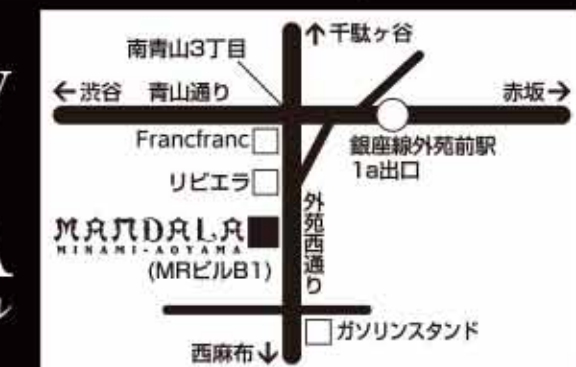 ↑千駄ヶ谷
南青山3丁目
←渋谷 青山通り
赤坂→
Francfranc
銀座線外苑前駅
1a出口
リビエラ
外苑西通り
MANDALA
MINAMI-AOYAMA
(MRビルB1)
ガソリンスタンド
西麻布↓